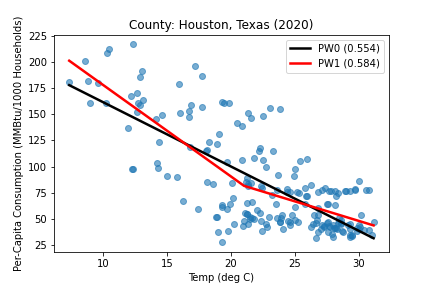 County: Houston, Texas (2020)
Per-Capita Consumption (MMBtu/1000 Households)
225
200
175
150
125
100
75
50
25
PW0 (0.554)
PW1 (0.584)
10 15 20 25 30
Temp (deg C)